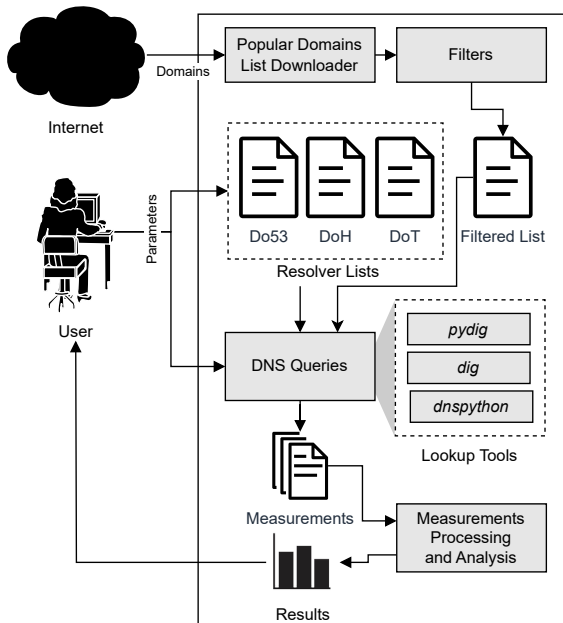 Popular Domains
List Downloader
Filters
Domains
Internet
Do53
DoH
DoT
Filtered List
Resolver Lists
Parameters
User
DNS Queries
pydig
dig
dnspython
Lookup Tools
Measurements
Measurements
Processing
and Analysis
Results